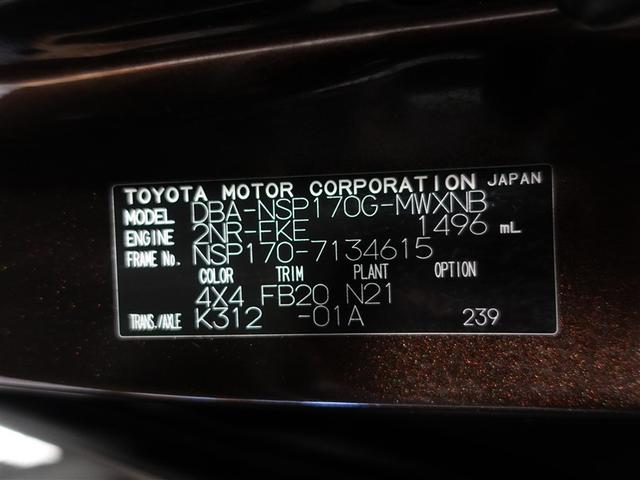 TOYOTA MOTOR CORPORATION JAPAN
MODEL DBA-NSP170G-MWXNB
ENGINE 2NR-FKE 1496 mL
FRAME No. NSP170-7134615
COLOR TRIM PLANT OPTION
4X4 FB20 N21
TRANS./AXLE K312 -01A 239